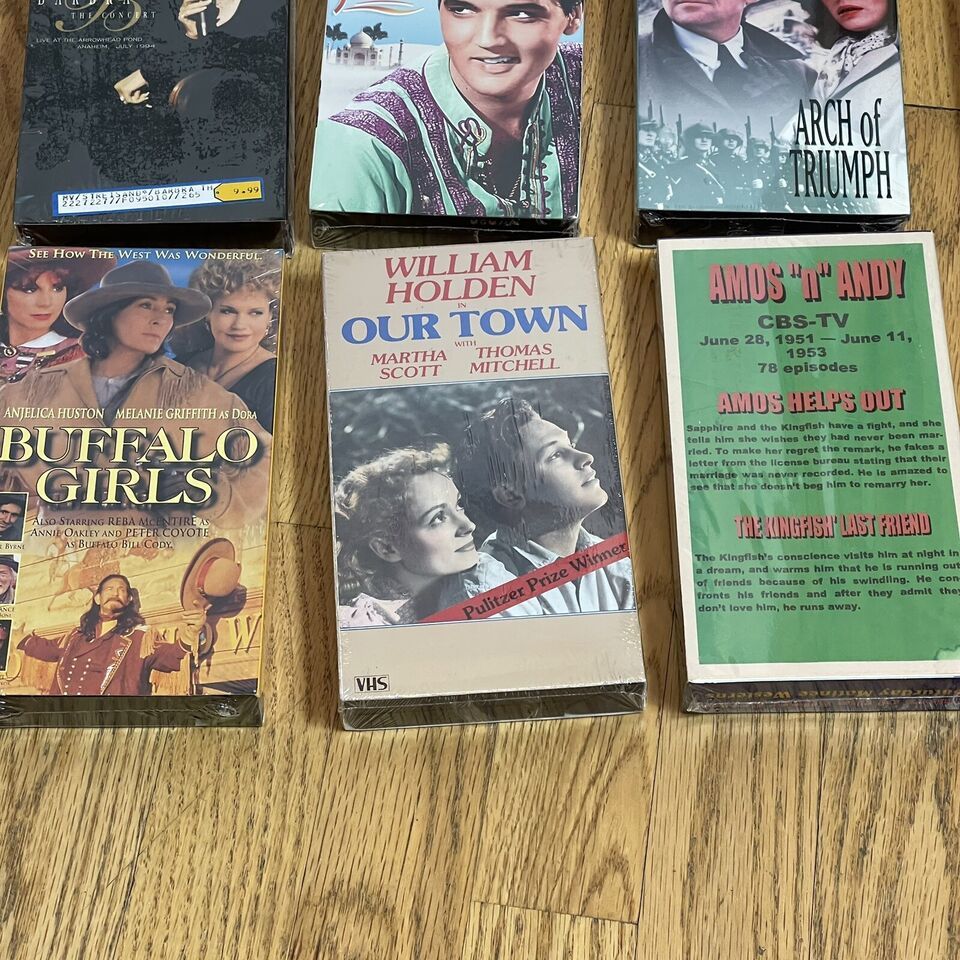 BARBRA
THE CONCERT
LIVE AT THE ARROWHEAD POND
ANAHEIM, JULY 1994
9.99
ARCH of
TRIUMPH
SEE HOW THE WEST WAS WONDERFUL.
ANJELICA HUSTON MELANIE GRIFFITH AS DORA
BUFFALO
GIRLS
ALSO STARRING REBA MCENTIRE AS
ANNIE OAKLEY AND PETER COYOTE
AS BUFFALO BILL CODY.
BYRNE
WILLIAM
HOLDEN
IN
OUR TOWN
WITH
MARTHA THOMAS
SCOTT MITCHELL
Pulitzer Prize Winner
VHS
AMOS "n" ANDY
CBS-TV
June 28, 1951 — June 11,
1953
78 episodes
AMOS HELPS OUT
Sapphire and the Kingfish have a fight, and she
tells him she wishes they had never been mar-
ried. To make her regret the remark, he fakes a
letter from the license bureau stating that their
marriage was never recorded. He is amazed to
see that she doesn't beg him to remarry her.
THE KINGFISH' LAST FRIEND
The Kingfish's conscience visits him at night in
a dream, and warms him that he is running out
of friends because of his swindling. He con-
fronts his friends and after they admit they
don't love him, he runs away.
Saturday Matinee Westerns